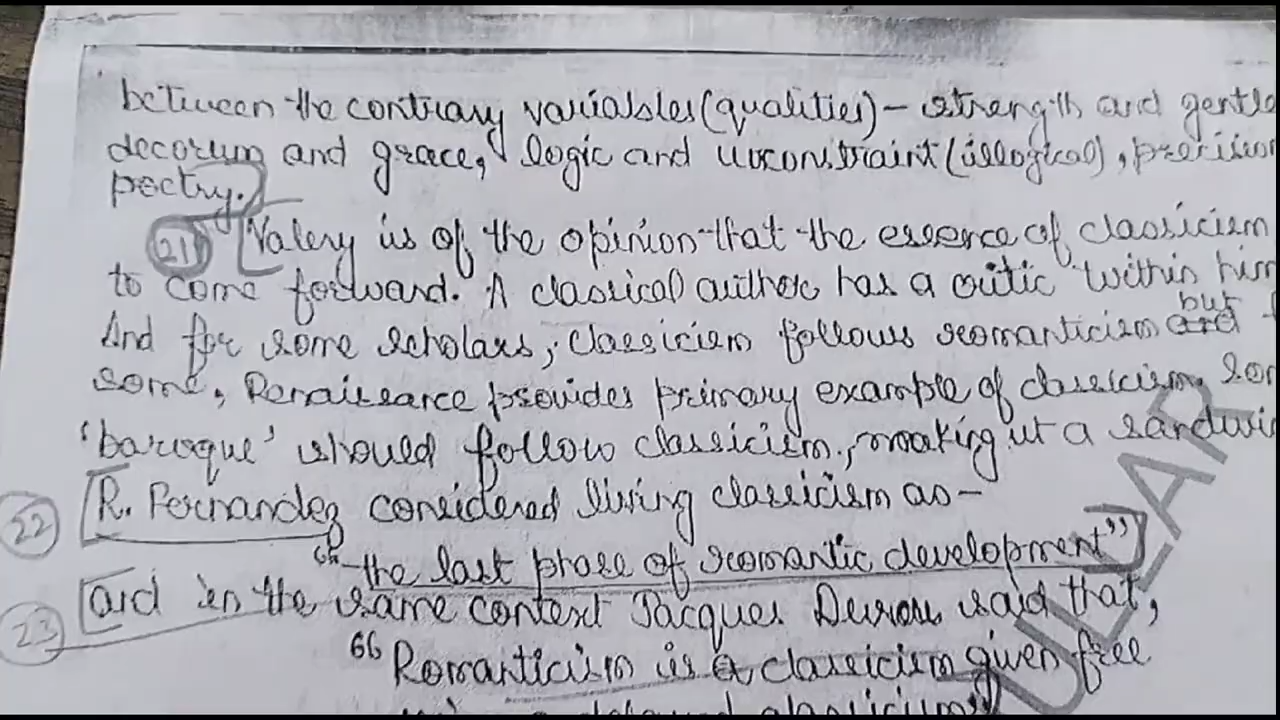 between the contrary variables (qualities) – strength and gentle
decorum and grace, logic and unconstraint (illogical), precision
poetry.
21 Valery is of the opinion that the essence of classicism
to come forward. A classical author has a critic within him
but
And for some scholars, classicism follows romanticism and
some, Renaissance provides primary example of classicism. Som
'baroque' should follow classicism, making it a sandwi
22 R. Fernandez considered living classicism as –
"the last phase of romantic development"
23 and in the same context Jacques said that,
"Romanticism is a classicism given free
classicism"